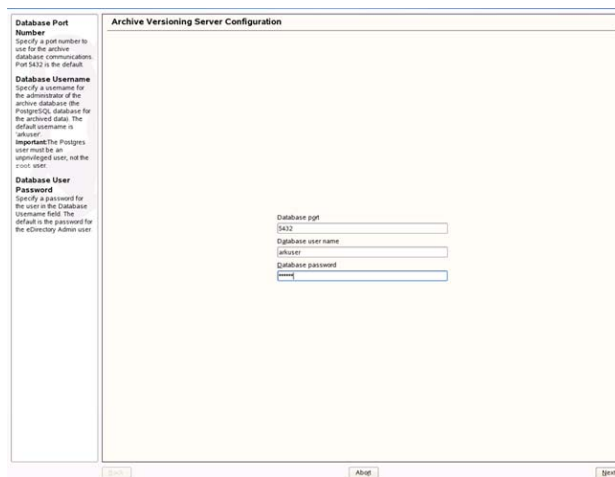 Database Port
Number
Specify a port number to
use for the archive
database communications.
Port 5432 is the default.
Database Username
Specify a username for
the administrator of the
archive database (the
PostgreSQL database for
the archived data). The
default username is
'arkuser'.
Important:The Postgres
user must be an
unprivileged user, not the
root user.
Database User
Password
Specify a password for
the user in the Database
Username field. The
default is the password for
the eDirectory Admin user
Archive Versioning Server Configuration
Database port
5432
Database user name
arkuser
Database password
******
Back
Abort
Next